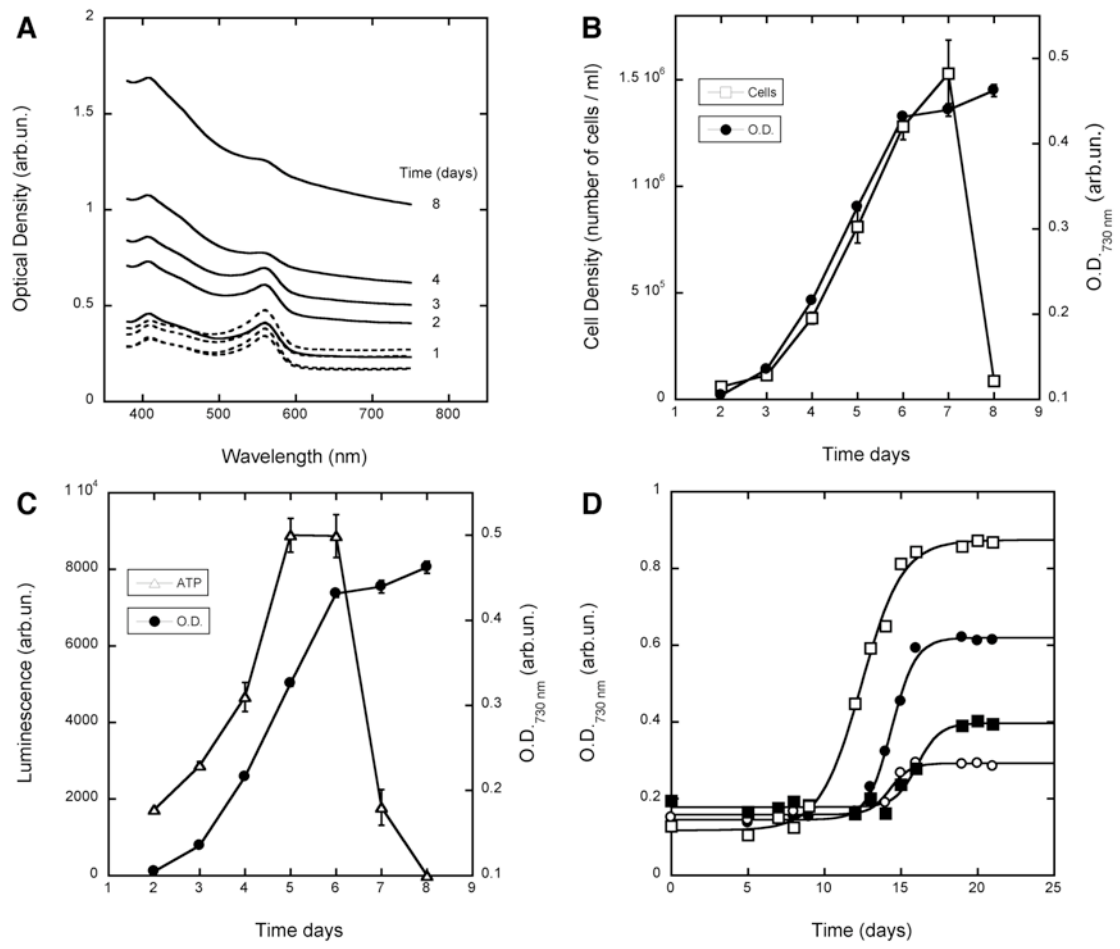 A
2
1.5
1
0.5
0
Optical Density (arb.un.)
Time (days)
8
4
3
2
1
400 500 600 700 800
Wavelength (nm)
B
1.5 10⁶
1 10⁶
5 10⁵
0
Cell Density (number of cells / ml)
Cells
O.D.
0.5
0.4
0.3
0.2
0.1
O.D.730 nm (arb.un.)
1 2 3 4 5 6 7 8 9
Time days
C
1 10⁴
8000
6000
4000
2000
0
Luminescence (arb.un.)
ATP
O.D.
0.5
0.4
0.3
0.2
0.1
O.D.730 nm (arb.un.)
1 2 3 4 5 6 7 8 9
Time days
D
1
0.8
0.6
0.4
0.2
0
O.D.730 nm (arb.un.)
0 5 10 15 20 25
Time (days)